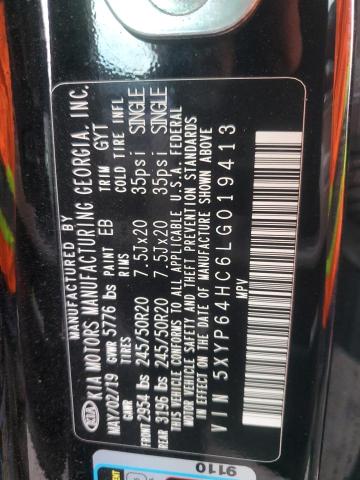 MANUFACTURED BY
KIA KIA MOTORS MANUFACTURING GEORGIA, INC.
MAY/02/19 GVWR 5776 lbs PAINT EB TRIM GYT
GAWR TIRES RIMS COLD TIRE INFL
FRONT 2954 lbs 245/50R20 7.5Jx20 35psi SINGLE
REAR 3196 lbs 245/50R20 7.5Jx20 35psi SINGLE
THIS VEHICLE CONFORMS TO ALL APPLICABLE U.S.A. FEDERAL
MOTOR VEHICLE SAFETY AND THEFT PREVENTION STANDARDS
IN EFFECT ON THE DATE OF MANUFACTURE SHOWN ABOVE
VIN 5XYP64HC6LG019413
MPV
9110